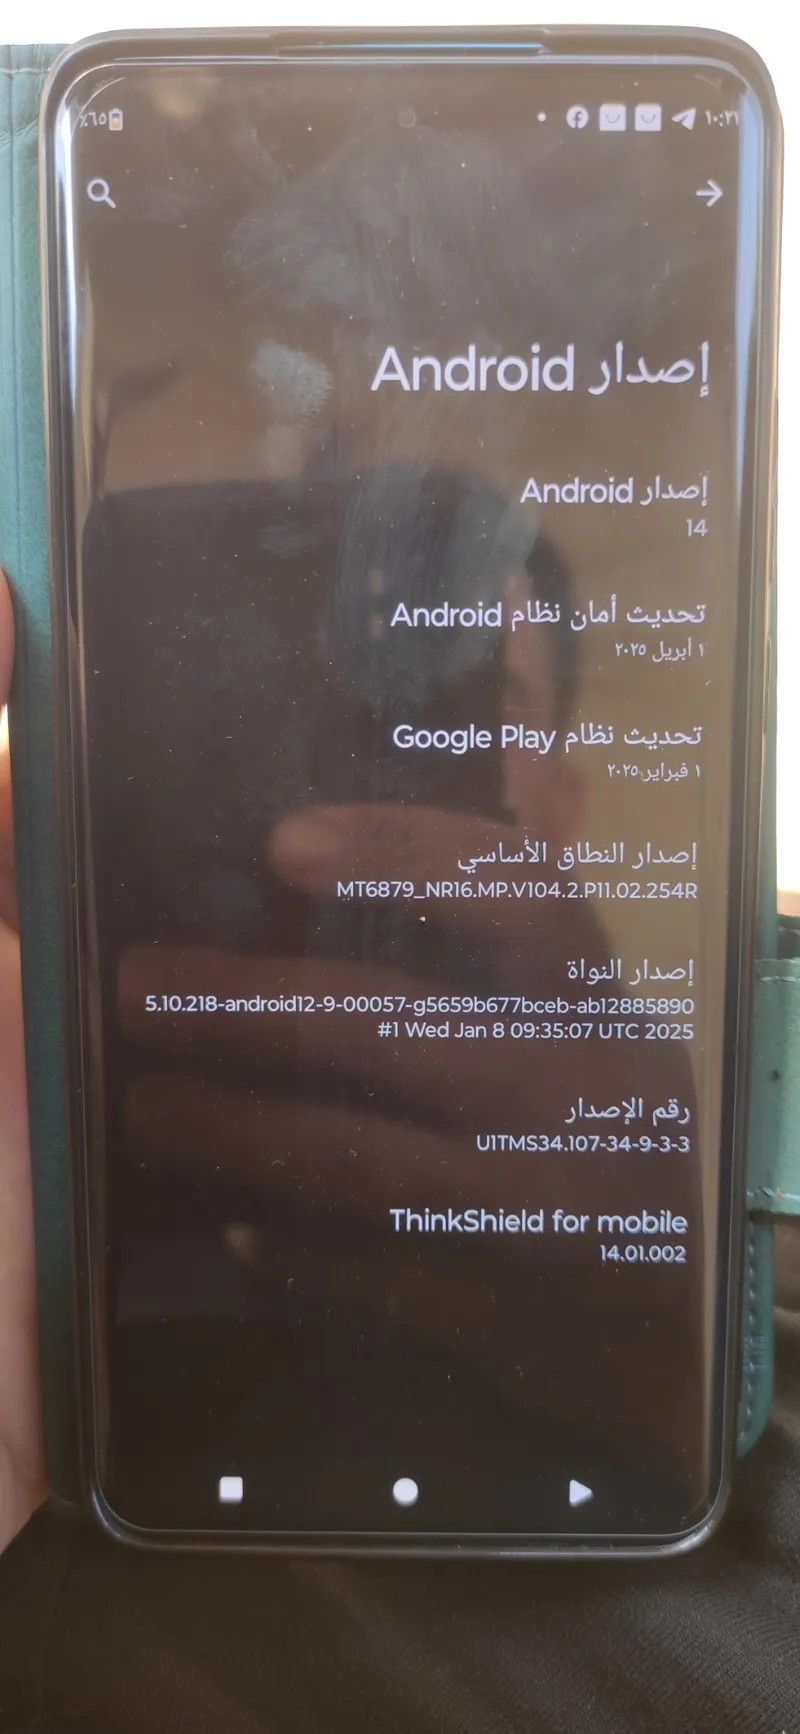 ١٠:٢١
٪٦٥
إصدار Android
إصدار Android
14
تحديث أمان نظام Android
١ أبريل ٢٠٢٥
تحديث نظام Google Play
١ فبراير ٢٠٢٥
إصدار النطاق الأساسي
MT6879_NR16.MP.V104.2.P11.02.254R
إصدار النواة
5.10.218-android12-9-00057-g5659b677bceb-ab12885890
#1 Wed Jan 8 09:35:07 UTC 2025
رقم الإصدار
U1TMS34.107-34-9-3-3
ThinkShield for mobile
14.01.002